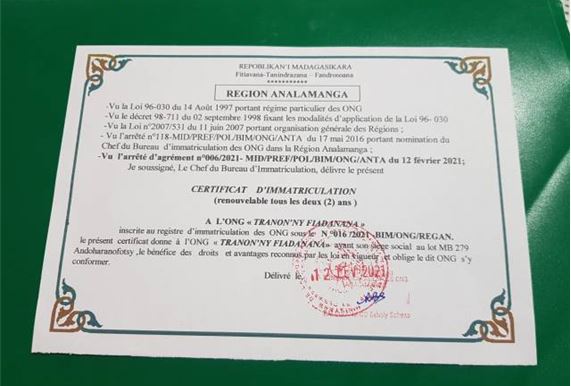 REPOBLIKAN'I MADAGASIKARA
Fitiavana-Tanindrazana – Fandrosoana
***********
REGION ANALAMANGA
-Vu la Loi 96-030 du 14 Août 1997 portant régime particulier des ONG
-Vu le décret 98-711 du 02 septembre 1998 fixant les modalités d'application de la Loi 96- 030
-Vu la Loi n°2007/531 du 11 juin 2007 portant organisation générale des Régions ;
- Vu l'arrêté n°118-MID/PREF/POL/BIM/ONG/ANTA du 17 mai 2016 portant nomination du
Chef du Bureau d'immatriculation des ONG dans la Région Analamanga ;
-Vu l'arrêté d'agrément n°006/2021- MID/PREF/POL/BIM/ONG/ANTA du 12 février 2021;
Je soussigné, Le Chef du Bureau d'Immatriculation, délivre le présent
CERTIFICAT D'IMMATRICULATION
(renouvelable tous les deux (2) ans )
A L'ONG « TRANON'NY FIADANANA »
inscrite au registre d'immatriculation des ONG sous le N°016 /2021-BIM/ONG/REGAN.
le présent certificat donne à l'ONG « TRANON'NY FIADANANA» ayant son siège social au lot MB 279
Andoharanofotsy ,le bénéfice des droits et avantages reconnus par les loi en vigueur et oblige le dit ONG s'y
conformer.
Délivré le,
12 FEV 2021